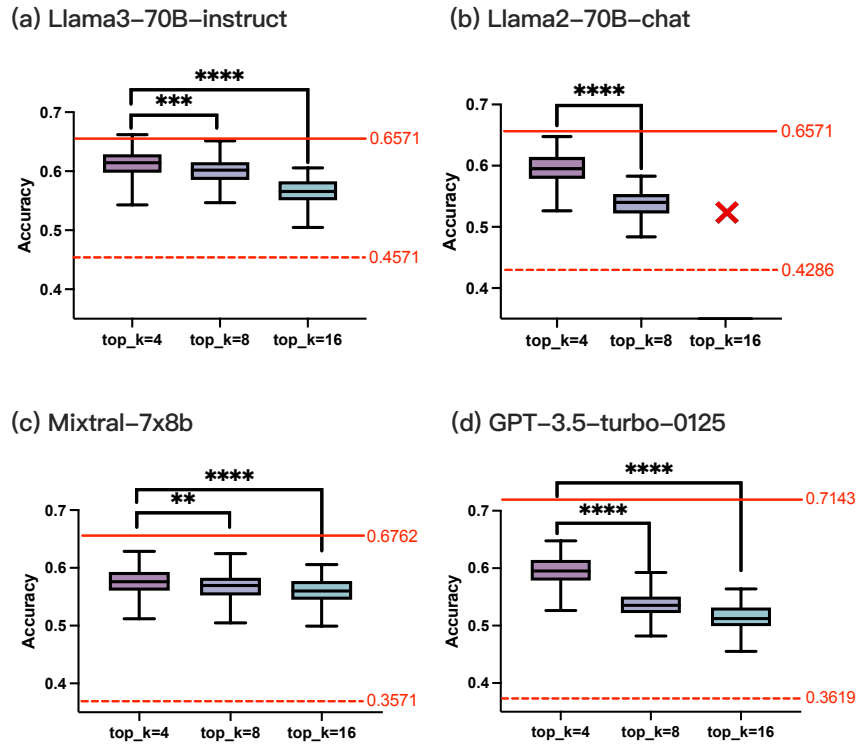 (a) Llama3-70B-instruct
****
***
0.7
0.6
0.5
0.4
Accuracy
0.6571
0.4571
top_k=4 top_k=8 top_k=16
(b) Llama2-70B-chat
****
0.7
0.6
0.5
0.4
Accuracy
0.6571
0.4286
top_k=4 top_k=8 top_k=16
(c) Mixtral-7x8b
****
**
0.7
0.6
0.5
0.4
Accuracy
0.6762
0.3571
top_k=4 top_k=8 top_k=16
(d) GPT-3.5-turbo-0125
****
****
0.7
0.6
0.5
0.4
Accuracy
0.7143
0.3619
top_k=4 top_k=8 top_k=16